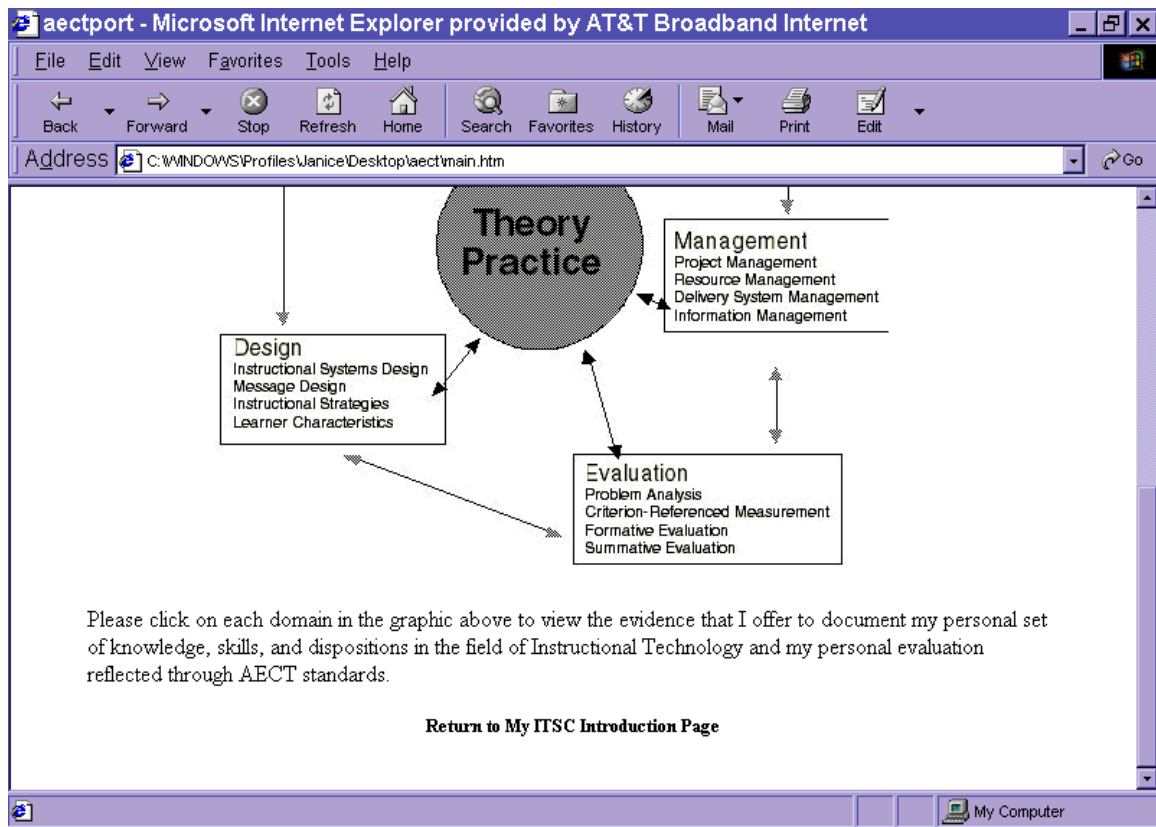 aectport - Microsoft Internet Explorer provided by AT&T Broadband Internet
File Edit View Favorites Tools Help
Back Forward Stop Refresh Home Search Favorites History Mail Print Edit
Address C:\WINDOWS\Profiles\Janice\Desktop\aect\main.htm Go
Theory
Practice
Management
Project Management
Resource Management
Delivery System Management
Information Management
Design
Instructional Systems Design
Message Design
Instructional Strategies
Learner Characteristics
Evaluation
Problem Analysis
Criterion-Referenced Measurement
Formative Evaluation
Summative Evaluation
Please click on each domain in the graphic above to view the evidence that I offer to document my personal set
of knowledge, skills, and dispositions in the field of Instructional Technology and my personal evaluation
reflected through AECT standards.
Return to My ITSC Introduction Page
My Computer